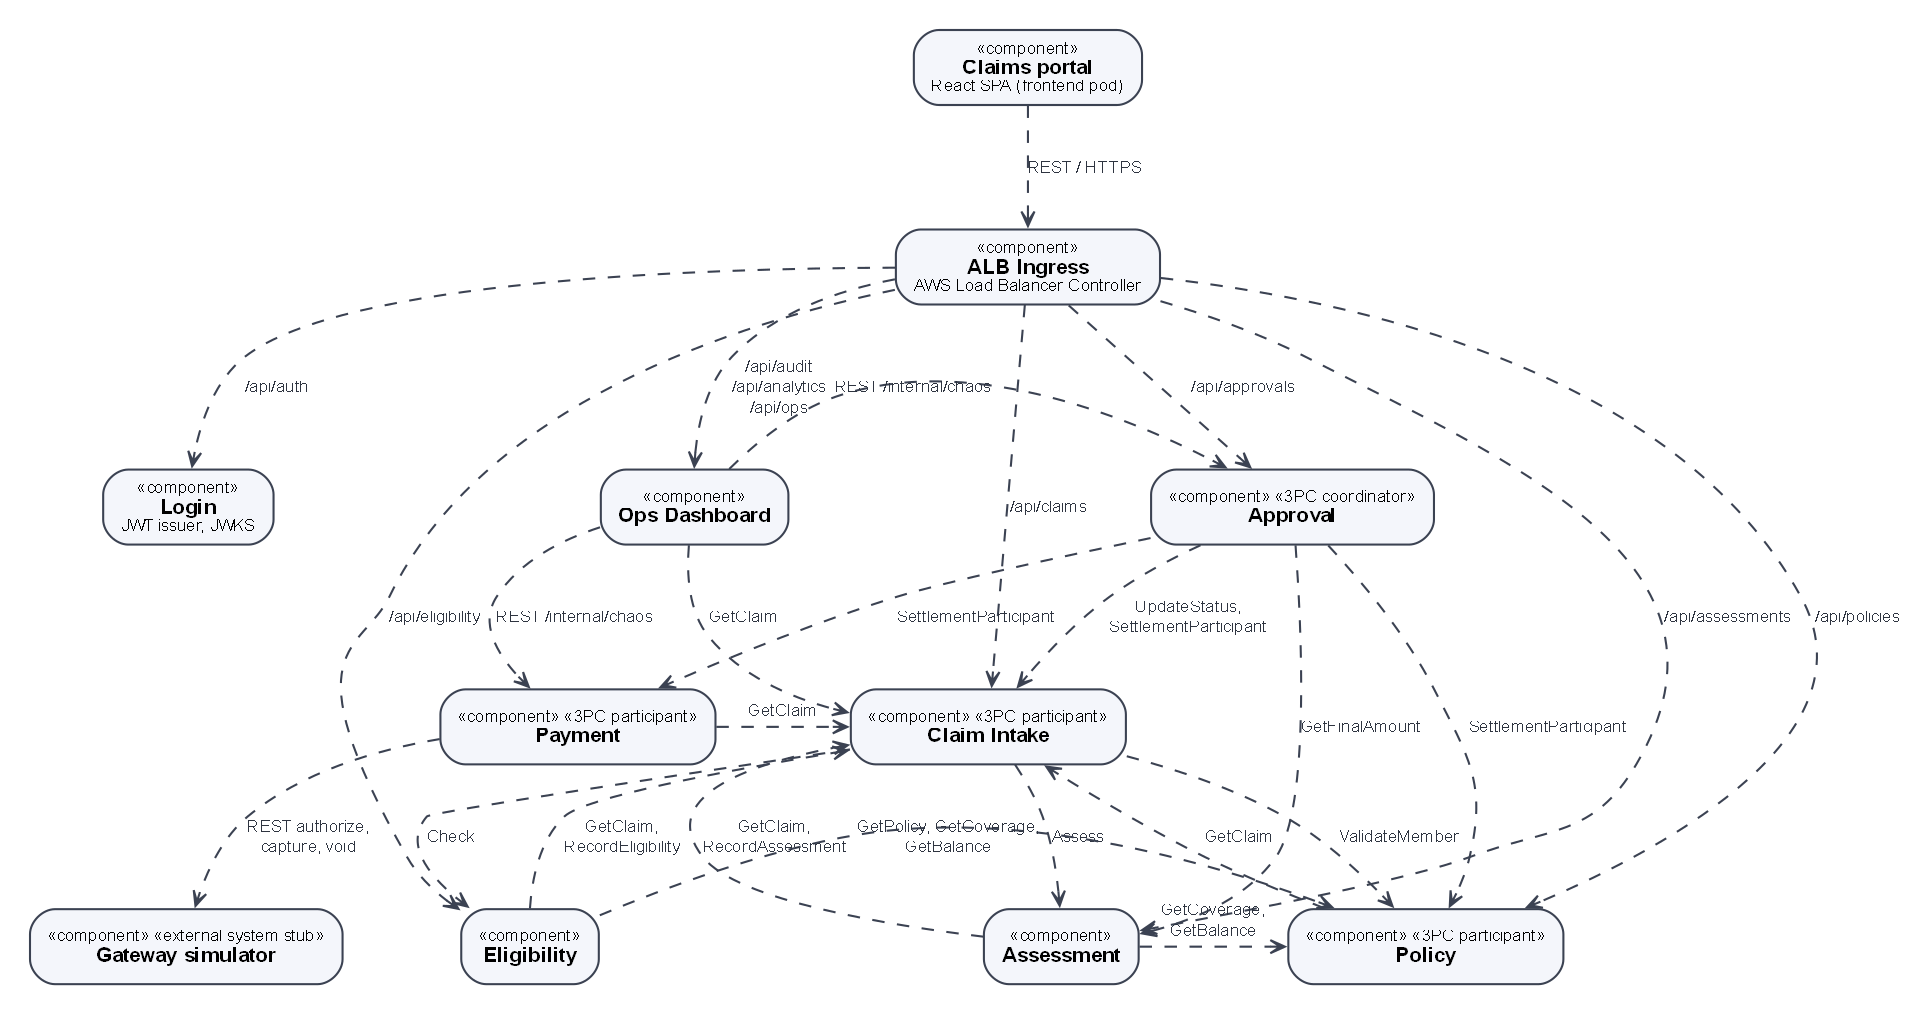 «component»
Claims portal
React SPA (frontend pod)
REST / HTTPS
«component»
ALB Ingress
AWS Load Balancer Controller
/api/auth
/api/audit
/api/analytics
/api/ops
REST /internal/chaos
/api/approvals
«component»
Login
JWT issuer, JWKS
«component»
Ops Dashboard
/api/claims
«component» «3PC coordinator»
Approval
/api/eligibility
REST /internal/chaos
GetClaim
SettlementParticipant
UpdateStatus,
SettlementParticipant
/api/assessments
/api/policies
«component» «3PC participant»
Payment
GetClaim
«component» «3PC participant»
Claim Intake
GetFinalAmount
SettlementParticipant
REST authorize,
capture, void
Check
GetClaim,
RecordEligibility
GetClaim,
RecordAssessment
GetPolicy, GetCoverage,
GetBalance
Assess
GetClaim
ValidateMember
«component» «external system stub»
Gateway simulator
«component»
Eligibility
«component»
Assessment
GetCoverage,
GetBalance
«component» «3PC participant»
Policy